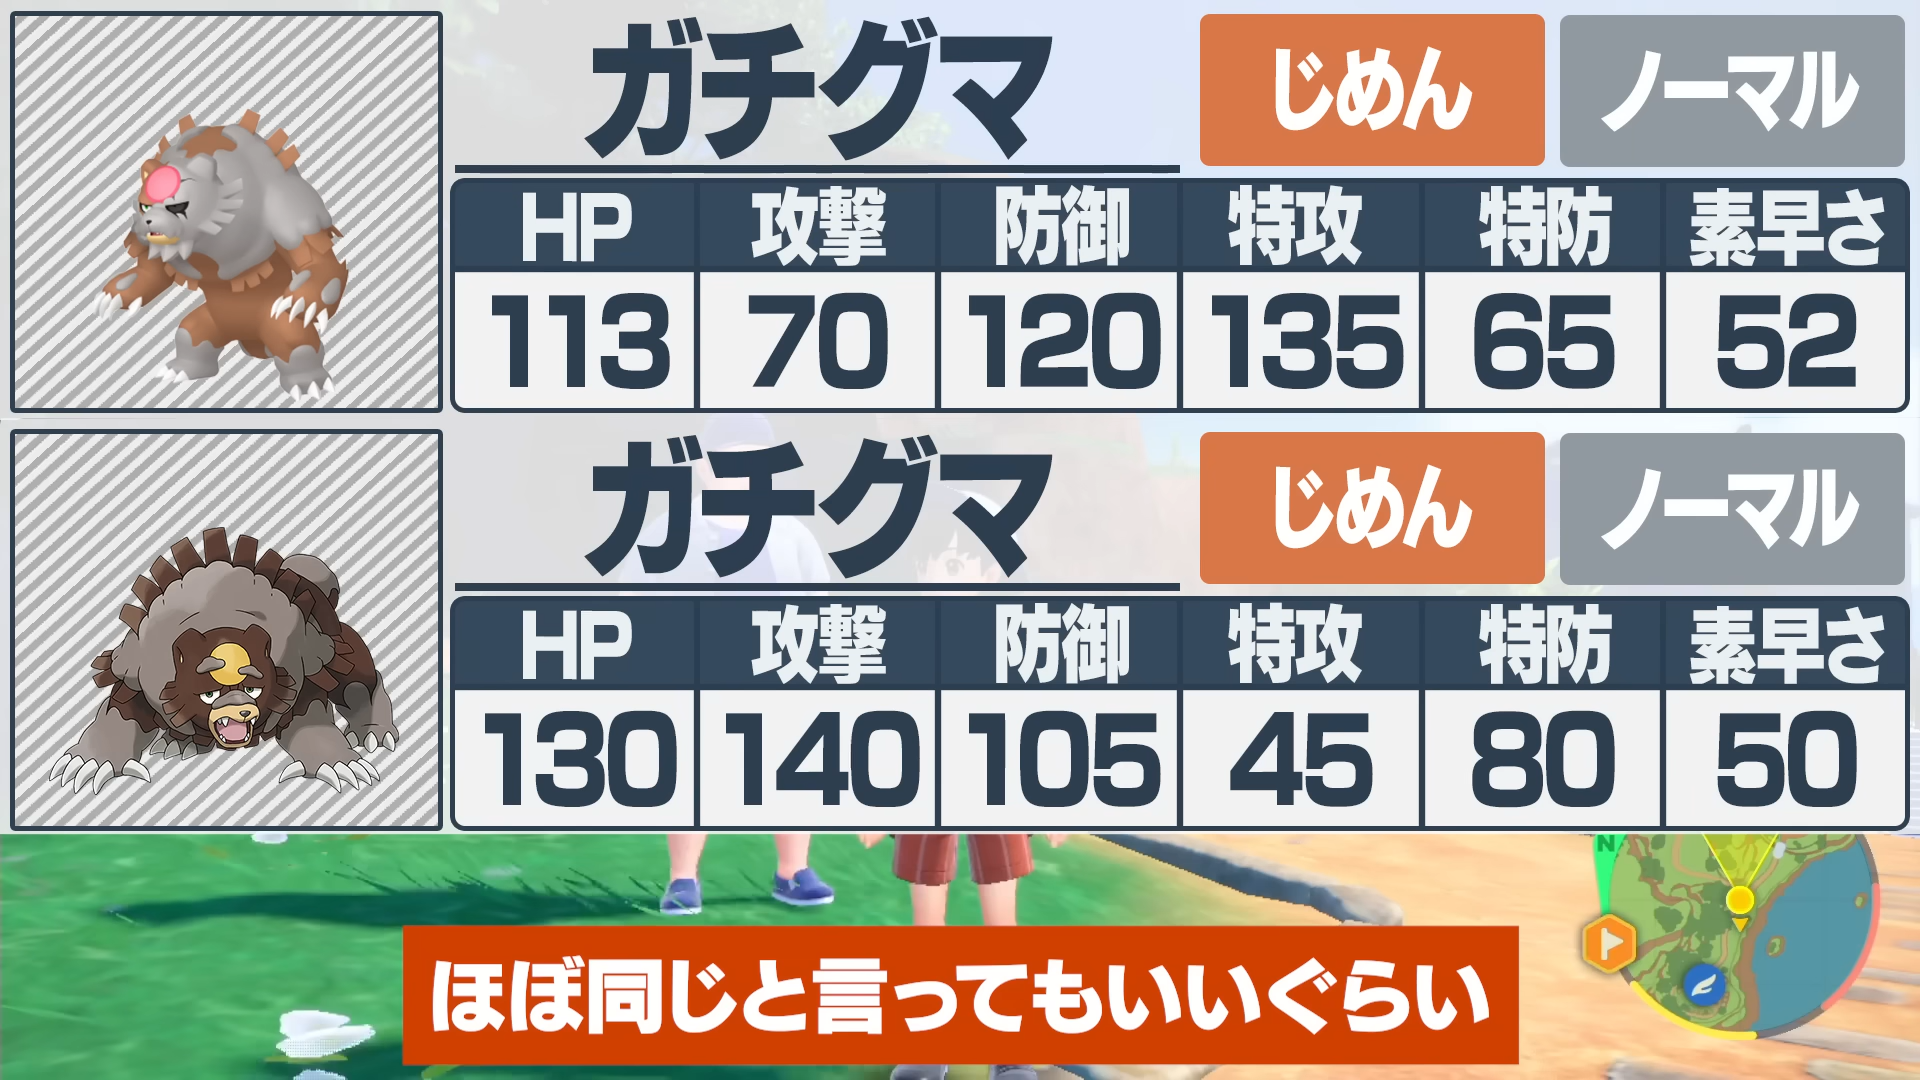 ガチグマ じめん ノーマル
HP 攻撃 防御 特攻 特防 素早さ
113 70 120 135 65 52
ガチグマ じめん ノーマル
HP 攻撃 防御 特攻 特防 素早さ
130 140 105 45 80 50
N
ほぼ同じと言ってもいいぐらい